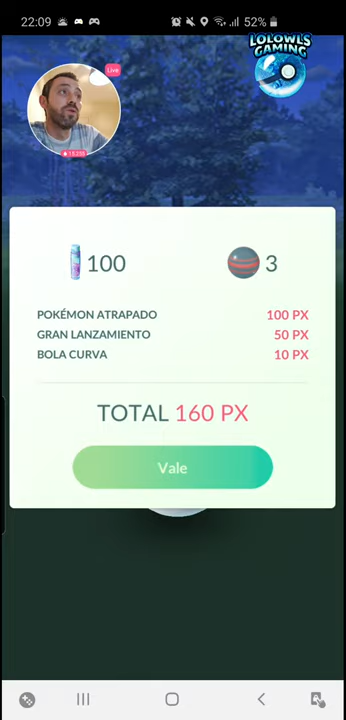 22:09
52%
LOLOWLS
GAMING
Live
100
3
POKÉMON ATRAPADO 100 PX
GRAN LANZAMIENTO 50 PX
BOLA CURVA 10 PX
TOTAL 160 PX
Vale